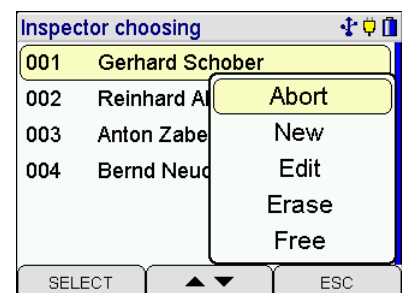 Inspector choosing
001 Gerhard Schober
002 Reinhard
003 Anton Zabe
004 Bernd Neud
Abort
New
Edit
Erase
Free
SELECT ESC